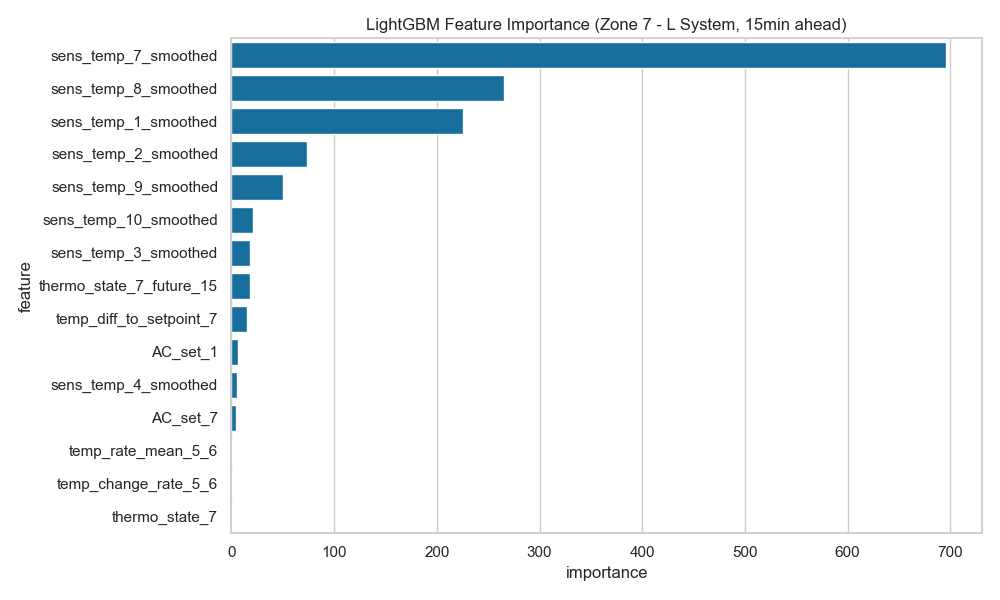 LightGBM Feature Importance (Zone 7 - L System, 15min ahead)
sens_temp_7_smoothed
sens_temp_8_smoothed
sens_temp_1_smoothed
sens_temp_2_smoothed
sens_temp_9_smoothed
sens_temp_10_smoothed
sens_temp_3_smoothed
thermo_state_7_future_15
temp_diff_to_setpoint_7
AC_set_1
sens_temp_4_smoothed
AC_set_7
temp_rate_mean_5_6
temp_change_rate_5_6
thermo_state_7
feature
0 100 200 300 400 500 600 700
importance